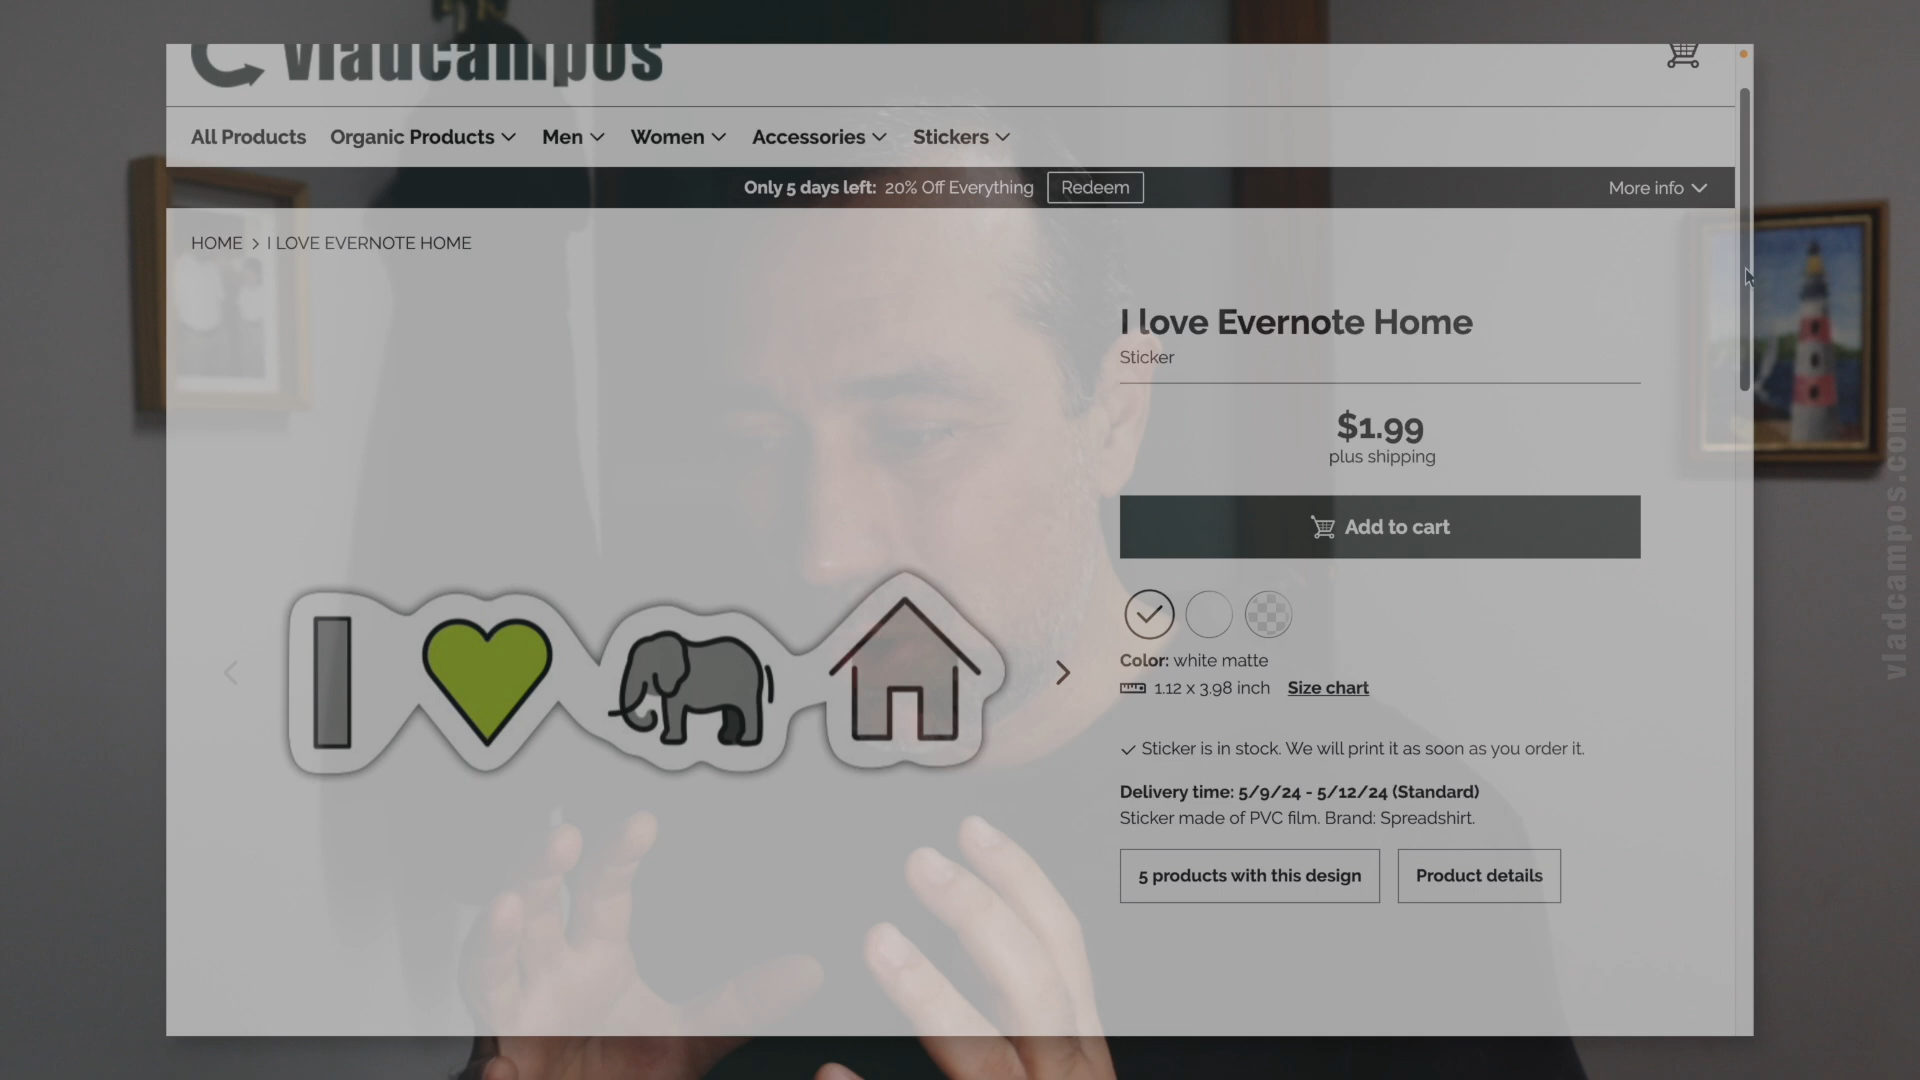 vladcampos
All Products Organic Products Men Women Accessories Stickers
Only 5 days left: 20% Off Everything Redeem More info
HOME > I LOVE EVERNOTE HOME
I love Evernote Home
Sticker
$1.99
plus shipping
Add to cart
I
Color: white matte
1.12 x 3.98 inch Size chart
Sticker is in stock. We will print it as soon as you order it.
Delivery time: 5/9/24 - 5/12/24 (Standard)
Sticker made of PVC film. Brand: Spreadshirt.
5 products with this design Product details
vladcampos.com